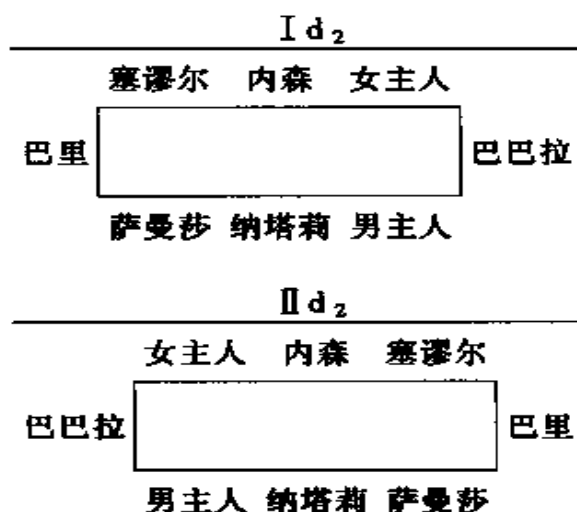 Ⅰd₂
塞谬尔 内森 女主人
巴里 巴巴拉
萨曼莎 纳塔莉 男主人
Ⅱd₂
女主人 内森 塞谬尔
巴巴拉 巴里
男主人 纳塔莉 萨曼莎